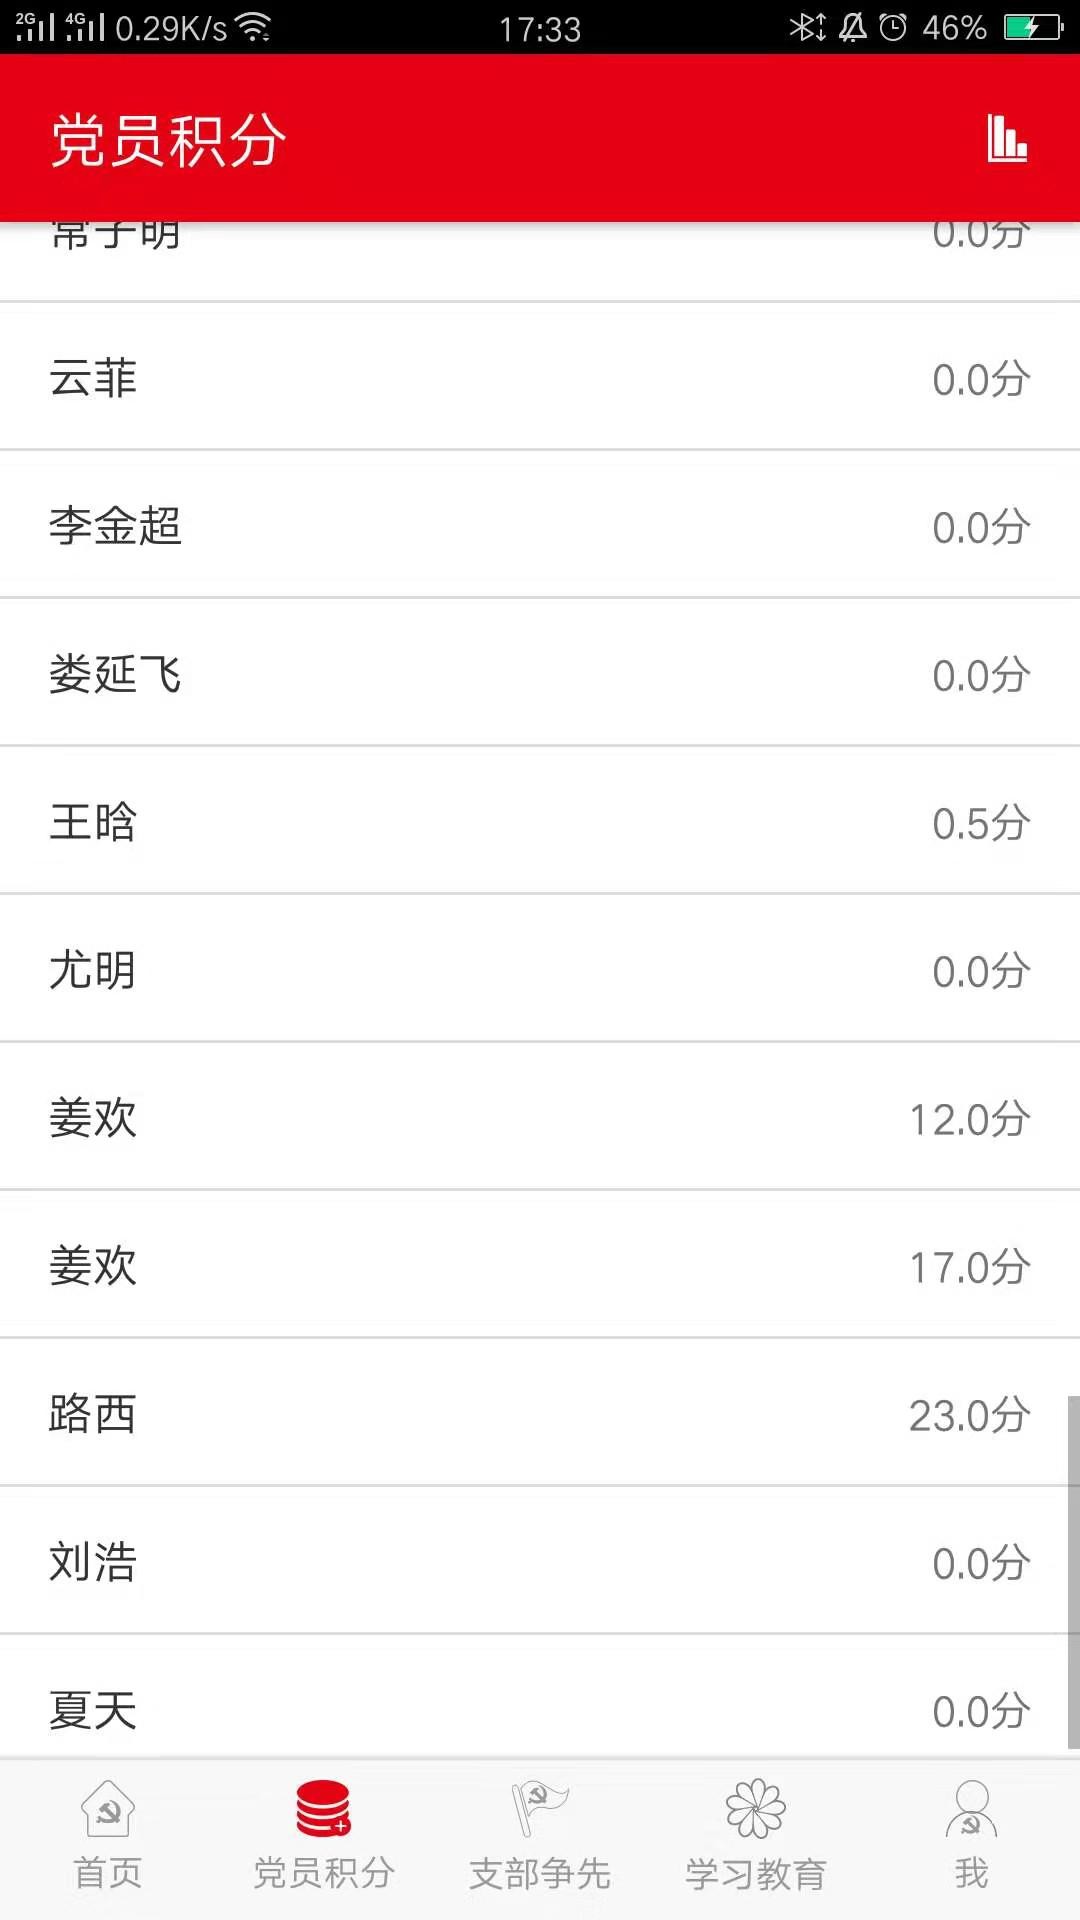 2G 4G 0.29K/s 17:33 46%
党员积分
常子明 0.0分
云菲 0.0分
李金超 0.0分
娄延飞 0.0分
王晗 0.5分
尤明 0.0分
姜欢 12.0分
姜欢 17.0分
路西 23.0分
刘浩 0.0分
夏天 0.0分
首页 党员积分 支部争先 学习教育 我